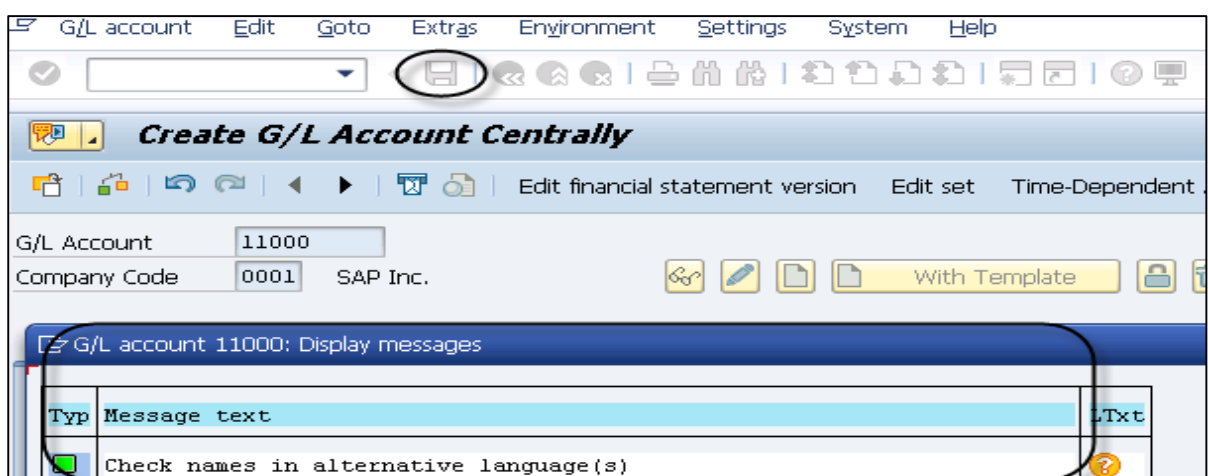 G/L account Edit Goto Extras Environment Settings System Help
Create G/L Account Centrally
Edit financial statement version Edit set Time-Dependent
G/L Account 11000
Company Code 0001 SAP Inc. With Template
G/L account 11000: Display messages
Typ Message text LTxt
Check names in alternative language(s)